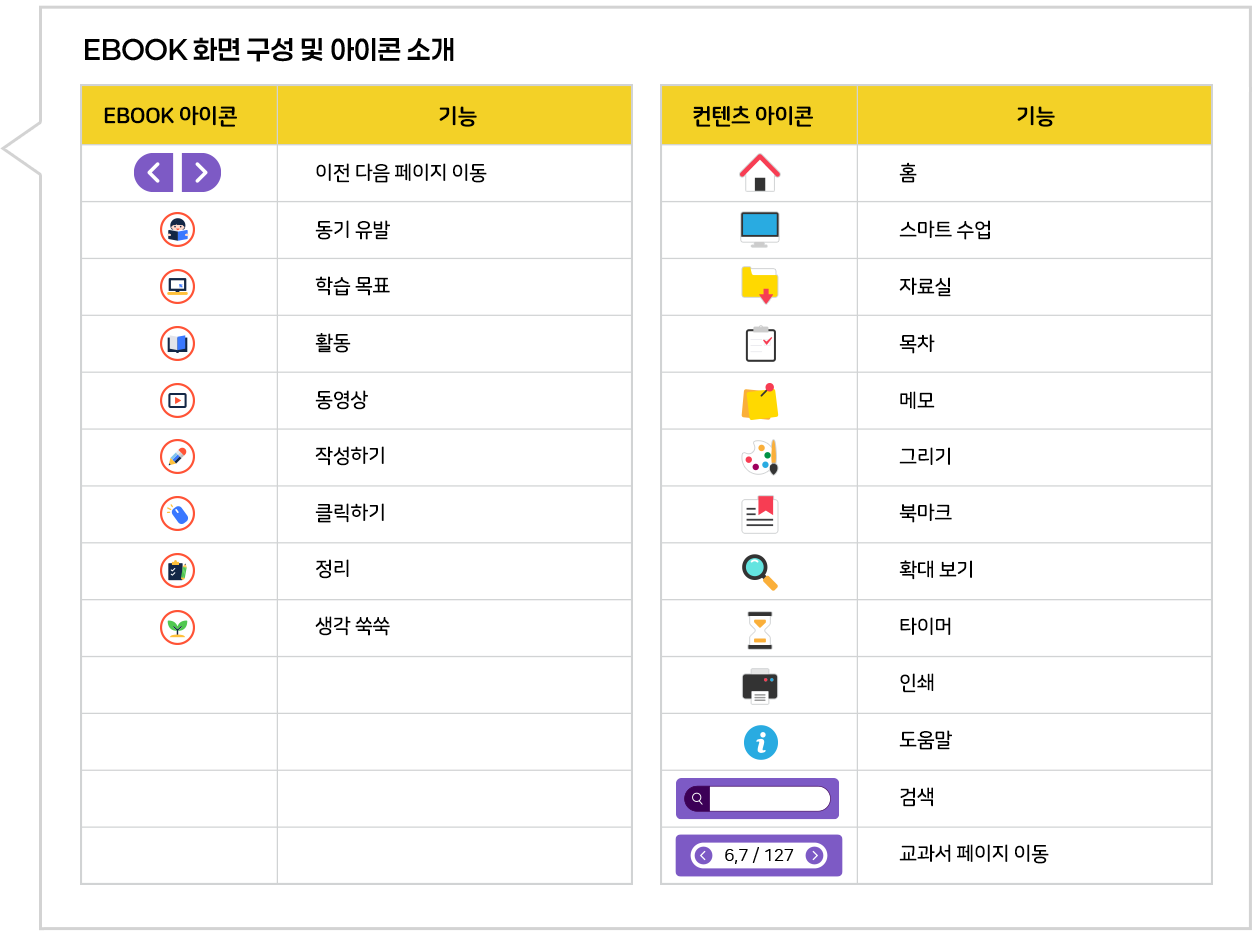 EBOOK 화면 구성 및 아이콘 소개
EBOOK 아이콘 기능
이전 다음 페이지 이동
동기 유발
학습 목표
활동
동영상
작성하기
클릭하기
정리
생각 쑥쑥
컨텐츠 아이콘 기능
홈
스마트 수업
자료실
목차
메모
그리기
북마크
확대 보기
타이머
인쇄
i 도움말
검색
6,7 / 127 교과서 페이지 이동